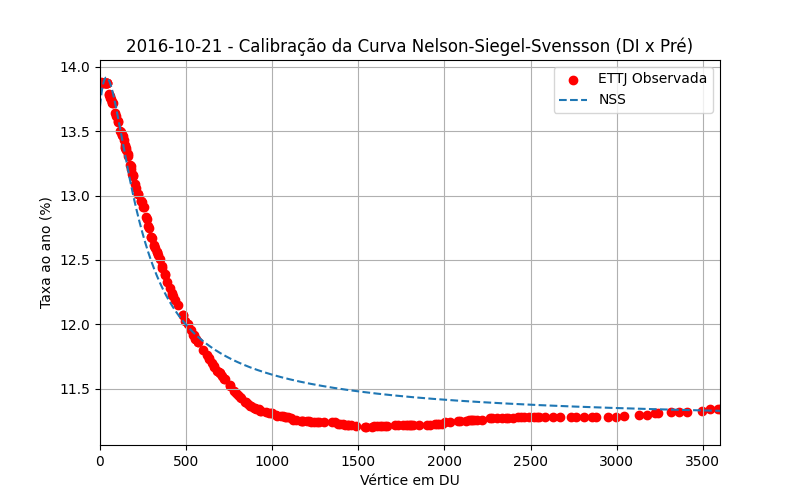 2016-10-21 - Calibração da Curva Nelson-Siegel-Svensson (DI x Pré)
ETTJ Observada
NSS
Taxa ao ano (%)
14.0
13.5
13.0
12.5
12.0
11.5
0 500 1000 1500 2000 2500 3000 3500
Vértice em DU